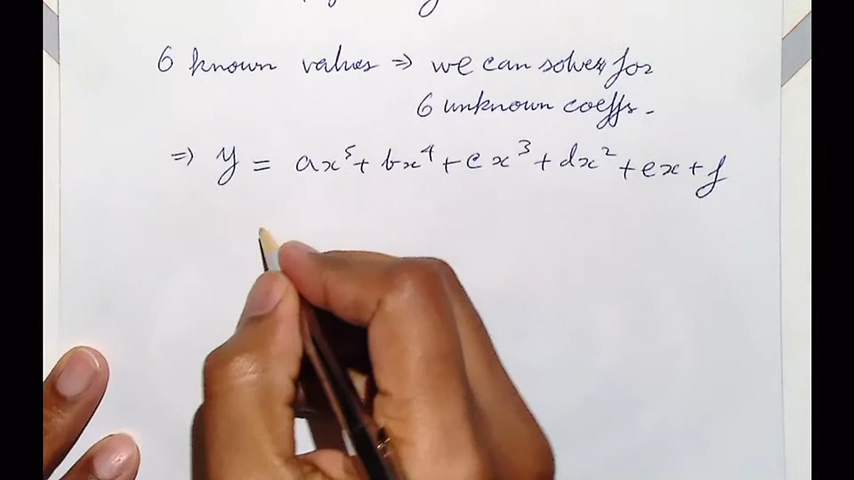 6 known values ⇒ we can solve for
6 unknown coeffs.
⇒ y = ax⁵ + bx⁴ + cx³ + dx² + ex + f